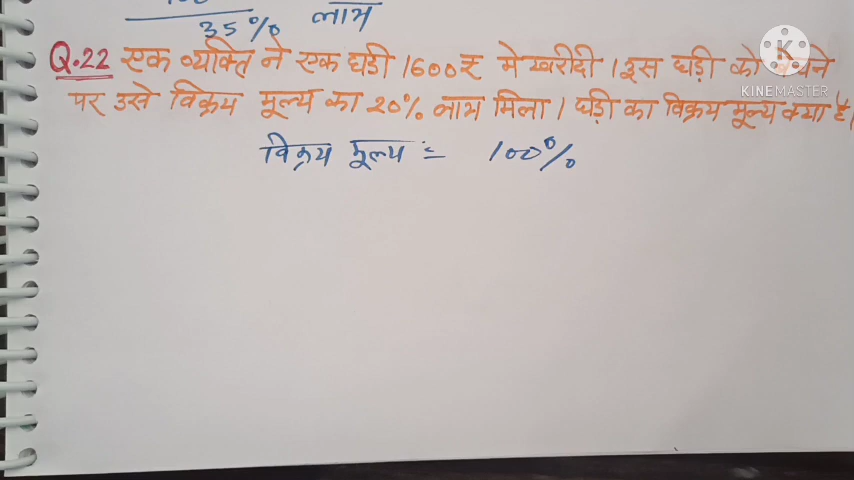 35% लाभ
Q.22 एक व्यक्ति ने एक घड़ी 1600₹ मे खरीदी । इस घड़ी को
KINEMASTER
पर उसे विक्रय मूल्य का 20% लाभ मिला । घड़ी का विक्रय मूल्य क्या है।
विक्रय मूल्य = 100%